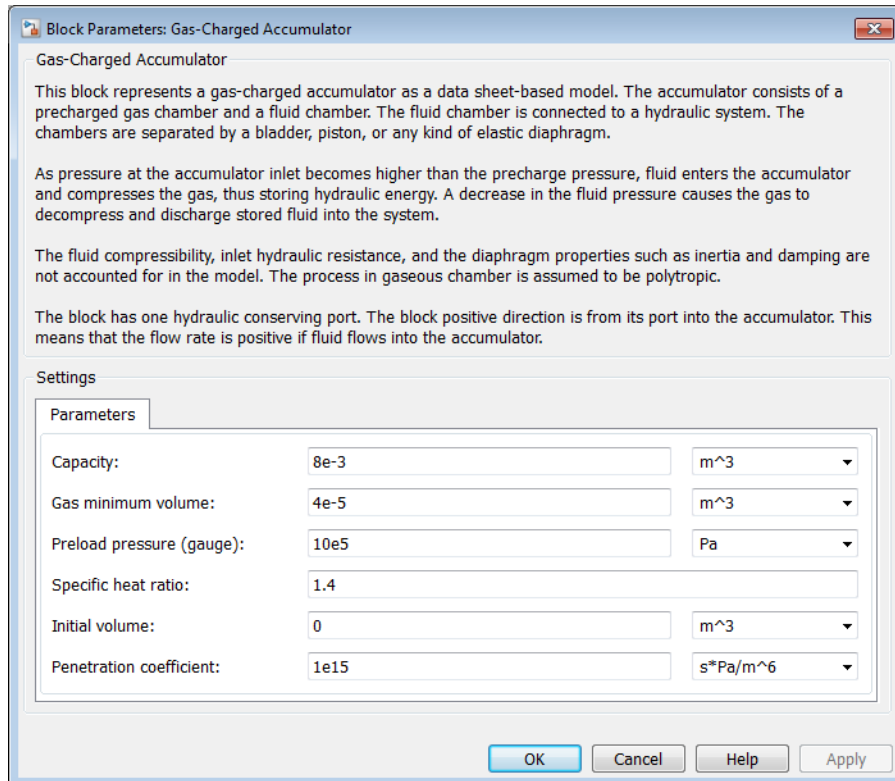 Block Parameters: Gas-Charged Accumulator
Gas-Charged Accumulator
This block represents a gas-charged accumulator as a data sheet-based model. The accumulator consists of a
precharged gas chamber and a fluid chamber. The fluid chamber is connected to a hydraulic system. The
chambers are separated by a bladder, piston, or any kind of elastic diaphragm.
As pressure at the accumulator inlet becomes higher than the precharge pressure, fluid enters the accumulator
and compresses the gas, thus storing hydraulic energy. A decrease in the fluid pressure causes the gas to
decompress and discharge stored fluid into the system.
The fluid compressibility, inlet hydraulic resistance, and the diaphragm properties such as inertia and damping are
not accounted for in the model. The process in gaseous chamber is assumed to be polytropic.
The block has one hydraulic conserving port. The block positive direction is from its port into the accumulator. This
means that the flow rate is positive if fluid flows into the accumulator.
Settings
Parameters
Capacity: 8e-3 m^3
Gas minimum volume: 4e-5 m^3
Preload pressure (gauge): 10e5 Pa
Specific heat ratio: 1.4
Initial volume: 0 m^3
Penetration coefficient: 1e15 s*Pa/m^6
OK Cancel Help Apply